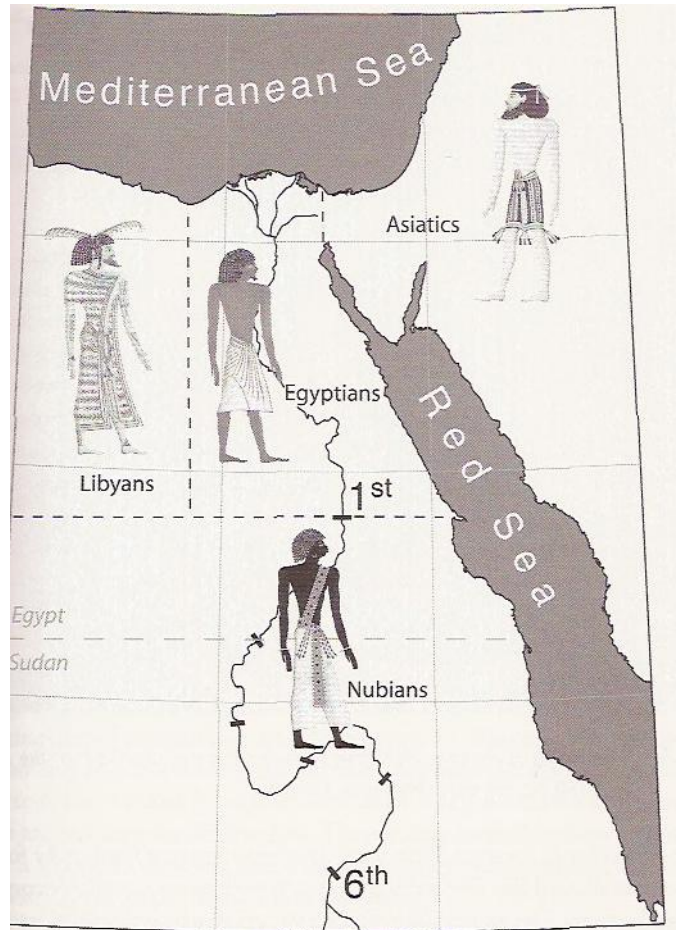 Mediterranean Sea
Asiatics
Egyptians
Red Sea
Libyans
1st
Egypt
Sudan
Nubians
6th